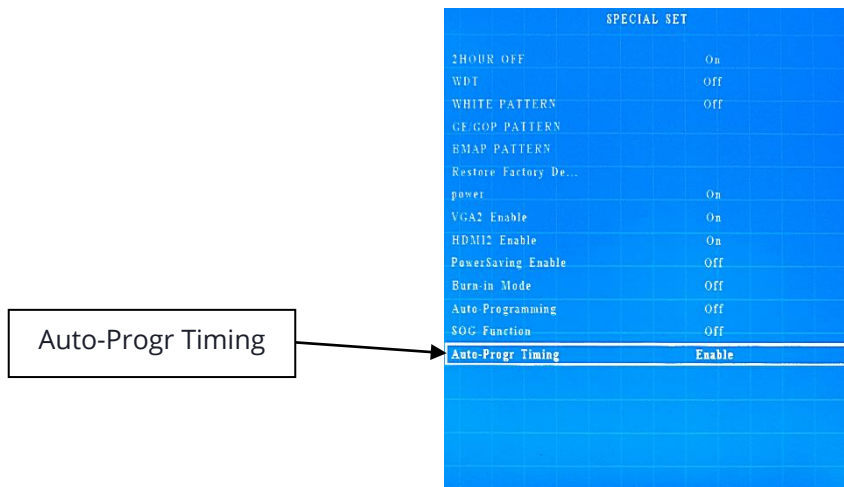 SPECIAL SET
2HOUR OFF On
WDT Off
WHITE PATTERN Off
GE/GOP PATTERN
BMAP PATTERN
Restore Factory De...
power On
VGA2 Enable On
HDMI2 Enable On
PowerSaving Enable Off
Burn-in Mode Off
Auto-Programming Off
SOG Function Off
Auto-Progr Timing
Auto-Progr Timing Enable